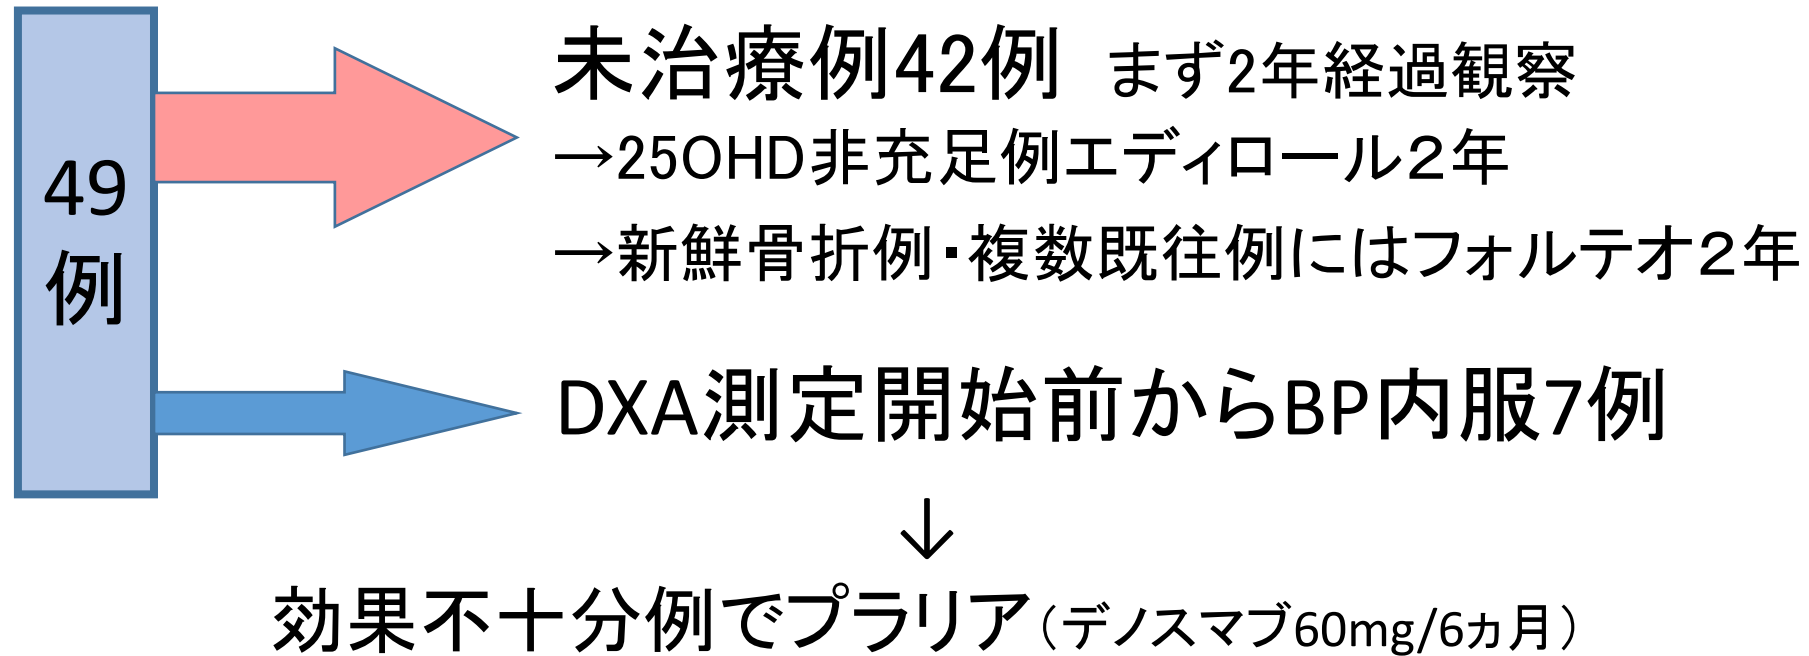 49
例
未治療例42例 まず2年経過観察
→25OHD非充足例エディロール２年
→新鮮骨折例・複数既往例にはフォルテオ２年
DXA測定開始前からBP内服7例
↓
効果不十分例でプラリア（デノスマブ60mg/6ヵ月）